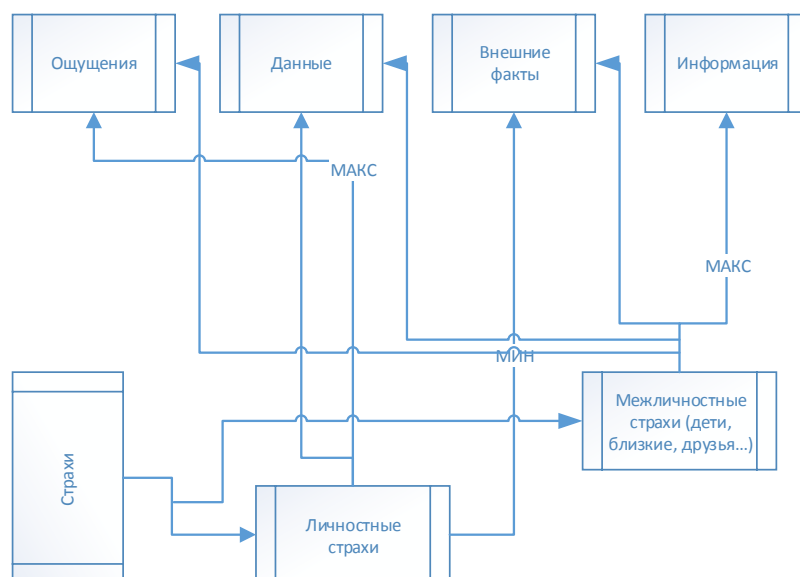 Ощущения
Данные
Внешние
факты
Информация
МАКС
МАКС
МИН
Межличностные
страхи (дети,
близкие, друзья...)
Страхи
Личностные
страхи